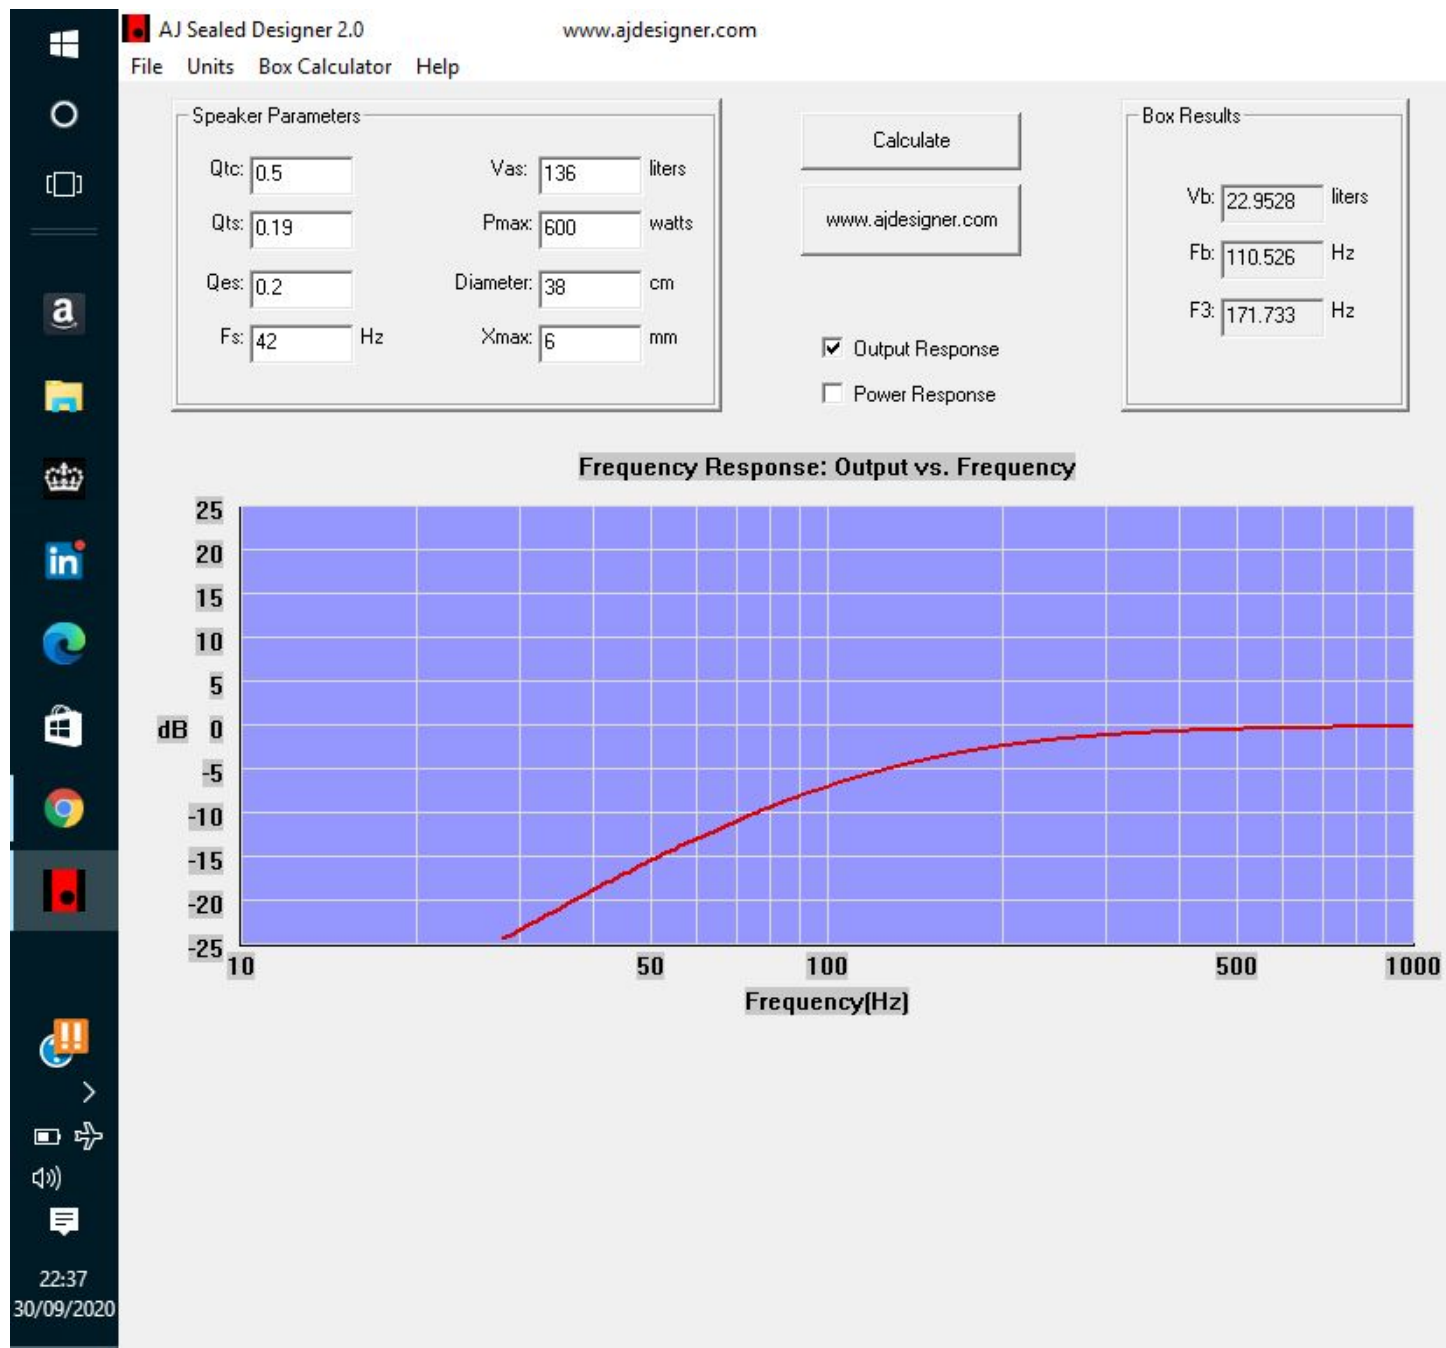 AJ Sealed Designer 2.0 www.ajdesigner.com
File Units Box Calculator Help
Speaker Parameters
Qtc: 0.5 Vas: 136 liters
Qts: 0.19 Pmax: 600 watts
Qes: 0.2 Diameter: 38 cm
Fs: 42 Hz Xmax: 6 mm
Calculate
www.ajdesigner.com
Output Response
Power Response
Box Results
Vb: 22.9528 liters
Fb: 110.526 Hz
F3: 171.733 Hz
Frequency Response: Output vs. Frequency
25
20
15
10
5
dB 0
-5
-10
-15
-20
-25
10 50 100 500 1000
Frequency(Hz)
a
in
!!
22:37
30/09/2020